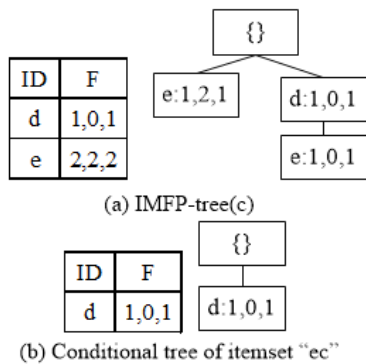 {}
ID F
d 1,0,1
e 2,2,2
e:1,2,1
d:1,0,1
e:1,0,1
(a) IMFP-tree(c)
{}
ID F
d 1,0,1
d:1,0,1
(b) Conditional tree of itemset “ec”